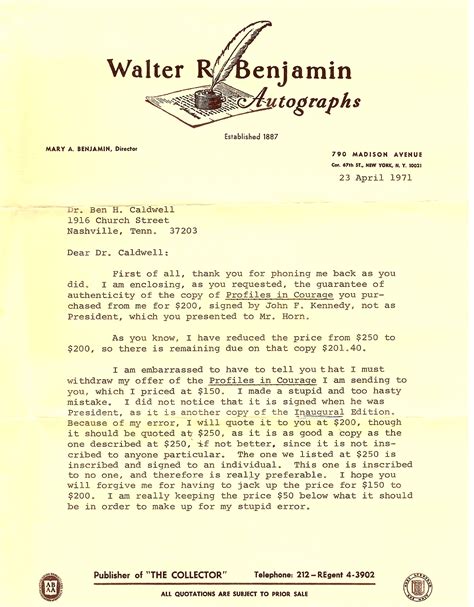 Walter R Benjamin
Autographs
Established 1887
MARY A. BENJAMIN, Director
790 MADISON AVENUE
Cor. 67th ST., NEW YORK, N. Y. 10021
23 April 1971
Dr. Ben H. Caldwell
1916 Church Street
Nashville, Tenn. 37203
Dear Dr. Caldwell:
First of all, thank you for phoning me back as you
did. I am enclosing, as you requested, the guarantee of
authenticity of the copy of Profiles in Courage you pur-
chased from me for $200, signed by John F. Kennedy, not as
President, which you presented to Mr. Horn.
As you know, I have reduced the price from $250 to
$200, so there is remaining due on that copy $201.40.
I am embarrassed to have to tell you that I must
withdraw my offer of the Profiles in Courage I am sending to
you, which I priced at $150. I made a stupid and too hasty
mistake. I did not notice that it is signed when he was
President, as it is another copy of the Inaugural Edition.
Because of my error, I will quote it to you at $200, though
it should be quoted at $250, as it is as good a copy as the
one described at $250, if not better, since it is not ins-
cribed to anyone particular. The one we listed at $250 is
inscribed and signed to an individual. This one is inscribed
to no one, and therefore is really preferable. I hope you
will forgive me for having to jack up the price for $150 to
$200. I am really keeping the price $50 below what it should
be in order to make up for my stupid error.
Publisher of "THE COLLECTOR" Telephone: 212-REgent 4-3902
ALL QUOTATIONS ARE SUBJECT TO PRIOR SALE
AB
AA